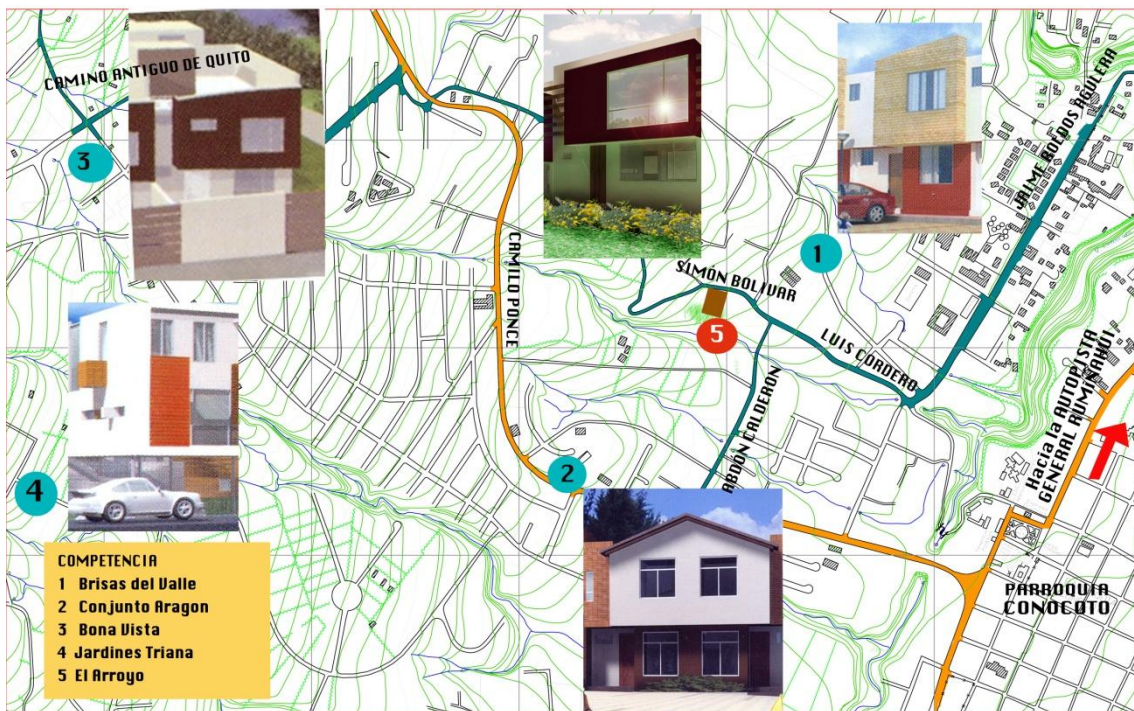 CAMINO ANTIGUO DE QUITO
3
CAMILO PONCE
SIMÓN BOLIVAR
1
JAIME ROLDOS AGUILERA
5
LUIS CORDERO
ABDÓN CALDERÓN
2
Hacia la AUTOPISTA
GENERAL RUMIÑAHUI
4
PARROQUIA
CONOCOTO
COMPETENCIA
1 Brisas del Valle
2 Conjunto Aragon
3 Bona Vista
4 Jardines Triana
5 El Arroyo